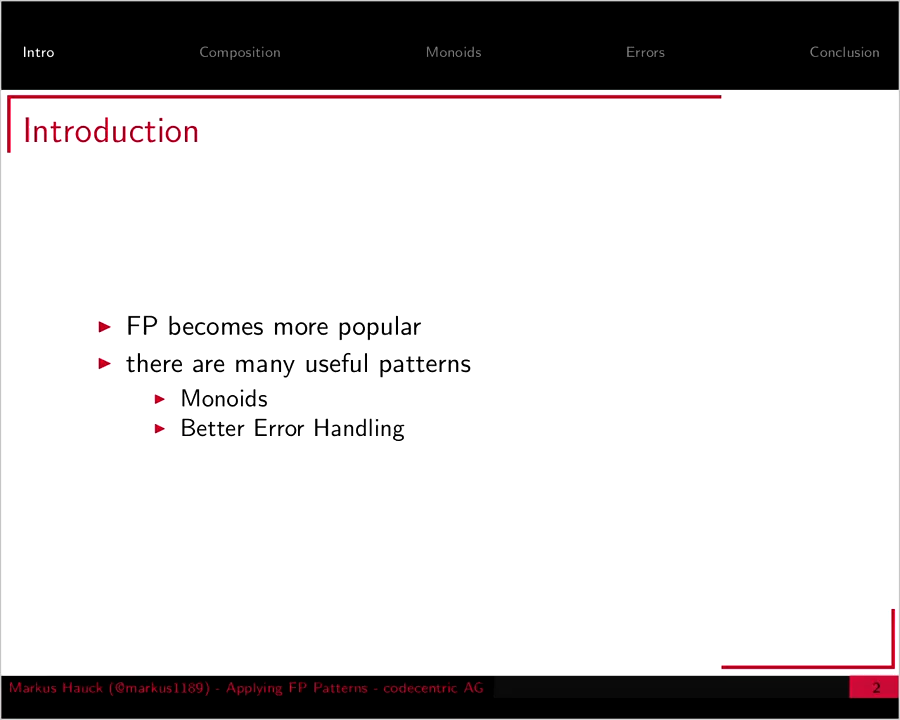 Intro Composition Monoids Errors Conclusion
Introduction
FP becomes more popular
there are many useful patterns
Monoids
Better Error Handling
Markus Hauck (@markus1189) - Applying FP Patterns - codecentric AG 2